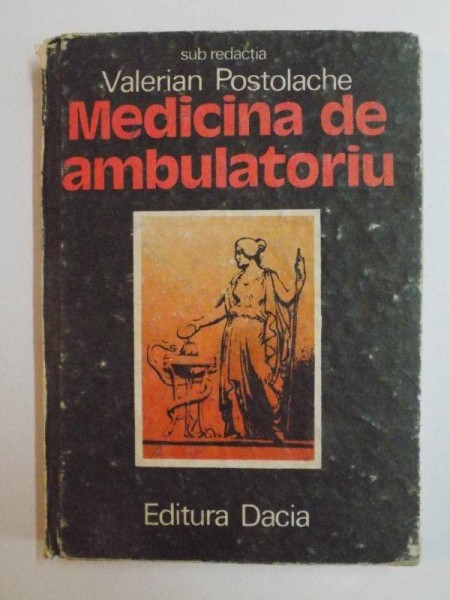 sub redacția
Valerian Postolache
Medicina de
ambulatoriu
Editura Dacia